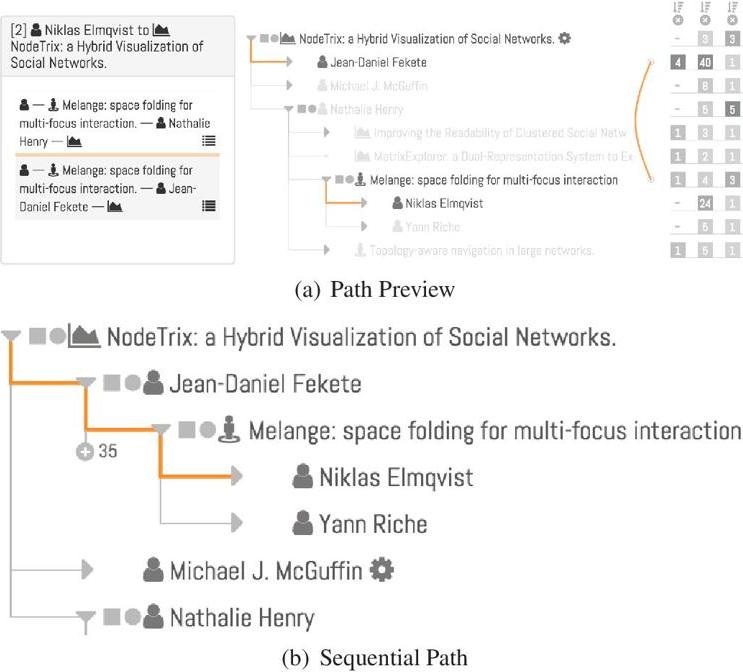 [2] Niklas Elmqvist to
NodeTrix: a Hybrid Visualization of
Social Networks.
— Melange: space folding for
multi-focus interaction. — Nathalie
Henry —
— Melange: space folding for
multi-focus interaction. — Jean-
Daniel Fekete —
NodeTrix: a Hybrid Visualization of Social Networks. - 3 3
Jean-Daniel Fekete 4 40 1
Michael J. McGuffin - 8 1
Nathalie Henry - 5 5
Improving the Readability of Clustered Social Netw 1 3 1
MatrixExplorer: a Dual-Representation System to Ex 1 2 1
Melange: space folding for multi-focus interaction 1 4 3
Niklas Elmqvist - 24 1
Yann Riche - 5 1
Topology-aware navigation in large networks. 1 5 1
(a) Path Preview
NodeTrix: a Hybrid Visualization of Social Networks.
Jean-Daniel Fekete
Melange: space folding for multi-focus interaction
35
Niklas Elmqvist
Yann Riche
Michael J. McGuffin
Nathalie Henry
(b) Sequential Path